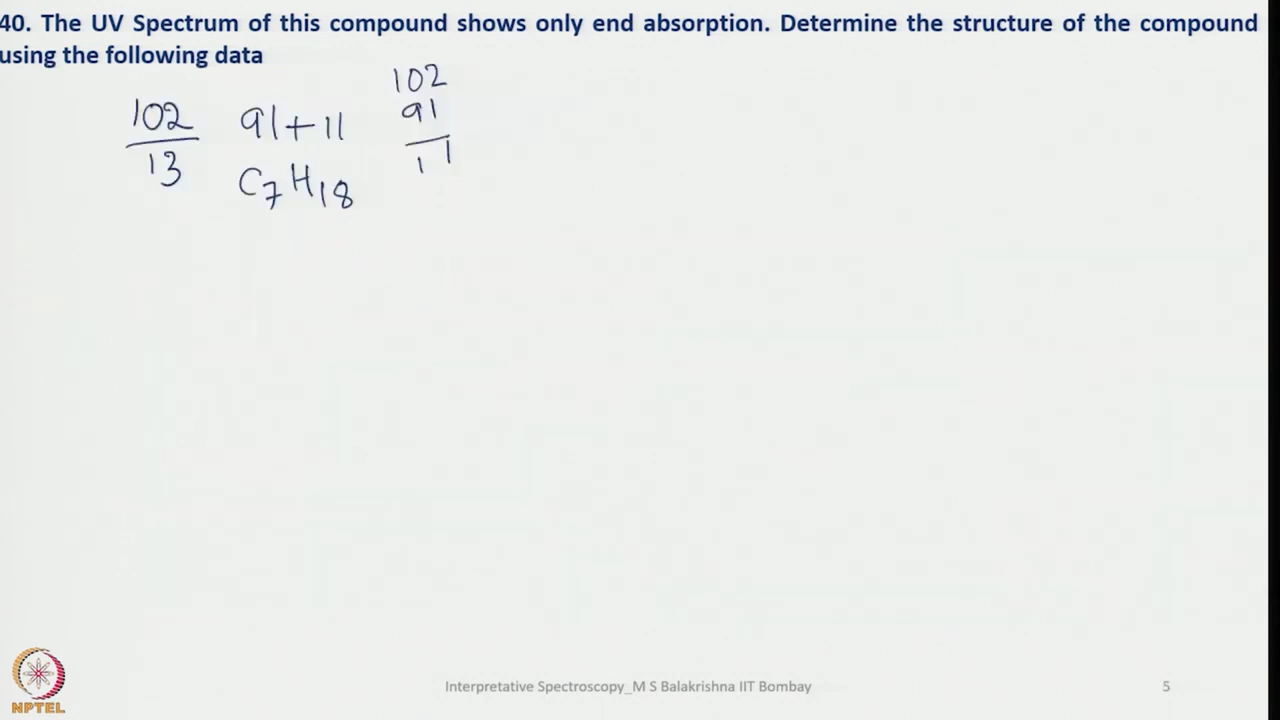 40. The UV Spectrum of this compound shows only end absorption. Determine the structure of the compound
using the following data
102
13
91+11
C7H18
102
91
11
NPTEL
Interpretative Spectroscopy_M S Balakrishna IIT Bombay
5